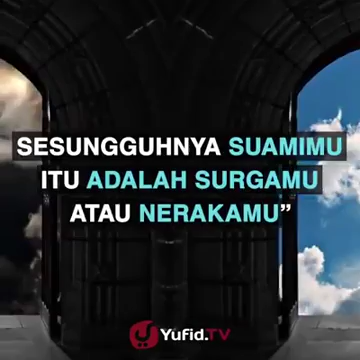 SESUNGGUHNYA SUAMIMU
ITU ADALAH SURGAMU
ATAU NERAKAMU”
Yufid.TV